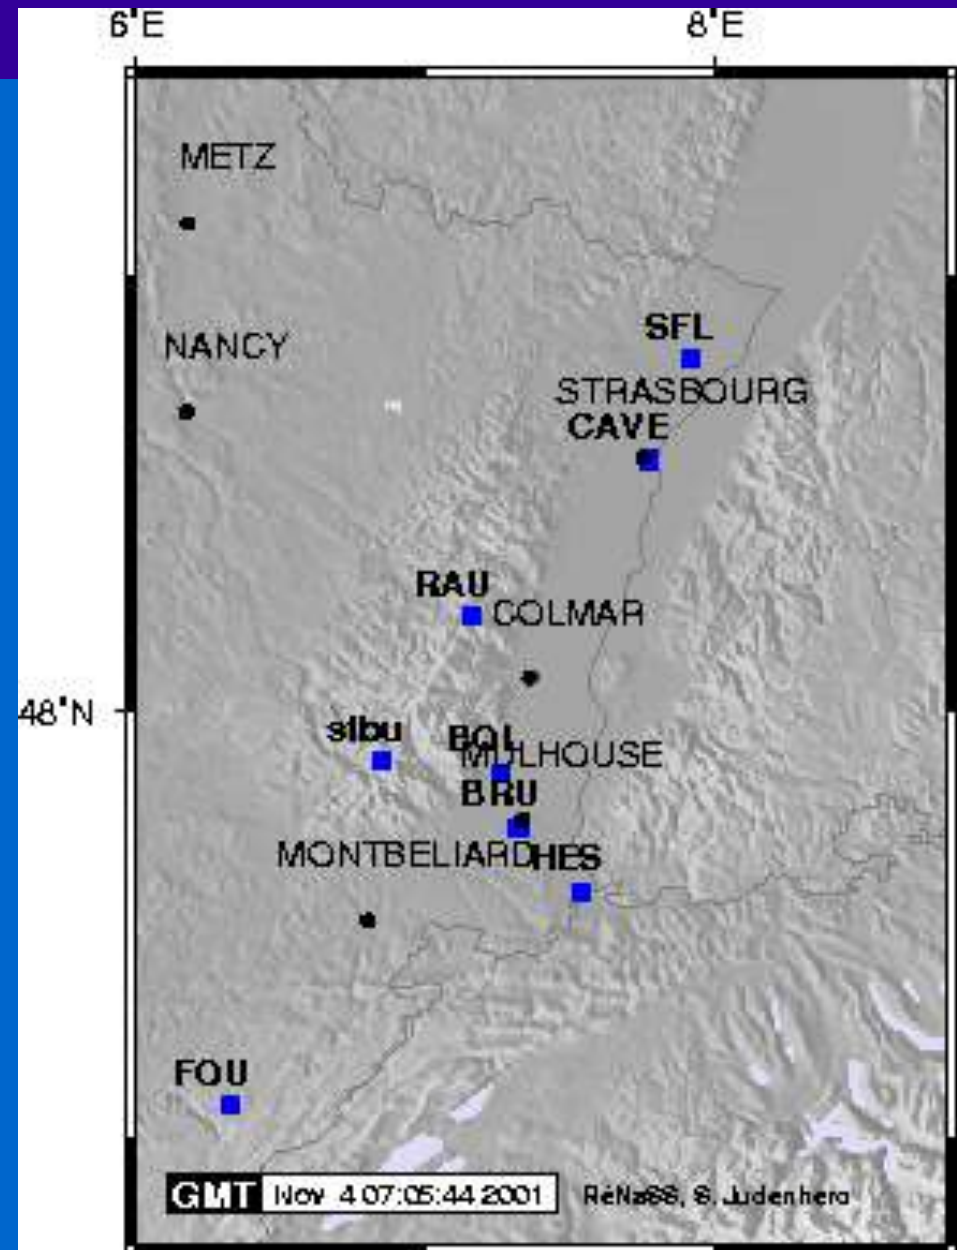 6°E 8°E
METZ
SFL
NANCY
STRASBOURG
CAVE
RAU
COLMAR
48°N
slbu
BOL
MULHOUSE
BRU
MONTBELIARD
HES
FOU
GMT Nov 4 07:05:44 2001 RéNaSS, S. Judenherc